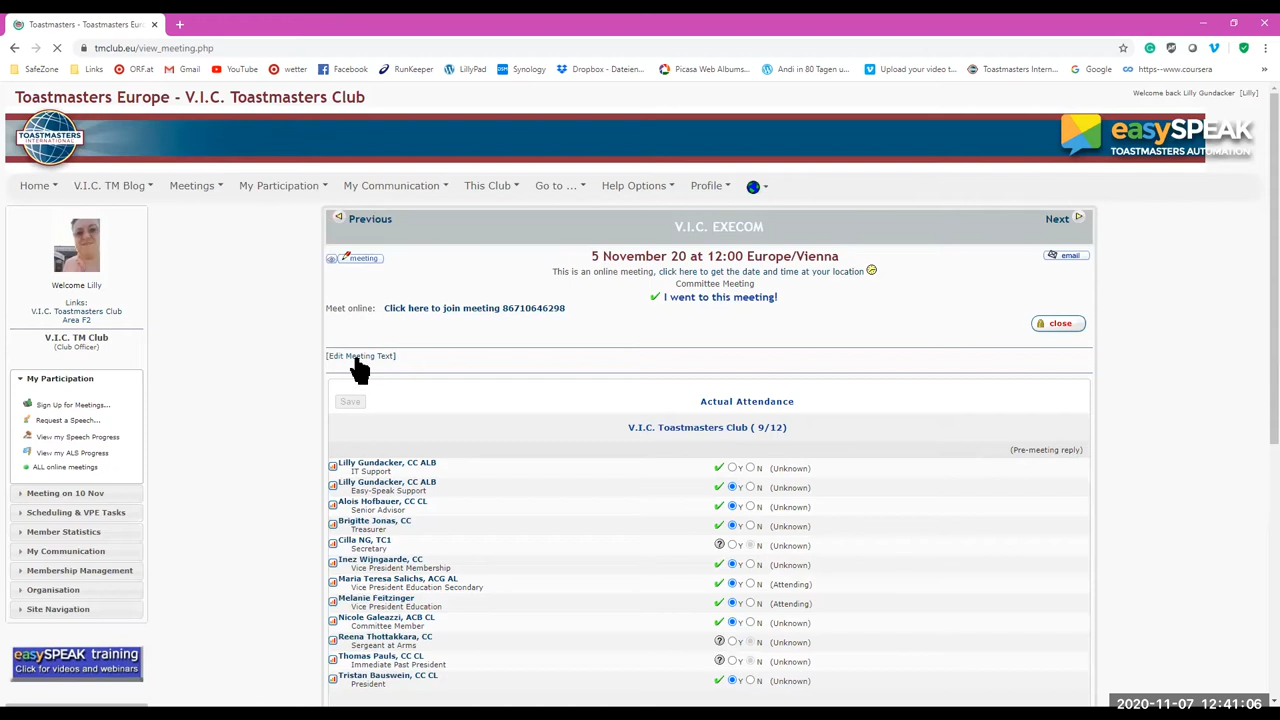 Toastmasters - Toastmasters Eur
tmclub.eu/view_meeting.php
SafeZone Links ORF.at Gmail YouTube wetter Facebook RunKeeper LillyPad Synology Dropbox - Dateien... Picasa Web Albums... Andi in 80 Tagen u... Upload your video t... Toastmasters Intern... Google https--www.coursera
Toastmasters Europe - V.I.C. Toastmasters Club
Welcome back Lilly Gundacker [Lilly]
TOASTMASTERS
INTERNATIONAL
easySPEAK
TOASTMASTERS AUTOMATION
Home V.I.C. TM Blog Meetings My Participation My Communication This Club Go to ... Help Options Profile
Welcome Lilly
Links:
V.I.C. Toastmasters Club
Area F2
V.I.C. TM Club
(Club Officer)
My Participation
Sign Up for Meetings...
Request a Speech...
View my Speech Progress
View my ALS Progress
ALL online meetings
Meeting on 10 Nov
Scheduling & VPE Tasks
Member Statistics
My Communication
Membership Management
Organisation
Site Navigation
easySPEAK training
Click for videos and webinars
Previous
V.I.C. EXECOM
Next
meeting
5 November 20 at 12:00 Europe/Vienna
email
This is an online meeting, click here to get the date and time at your location
Committee Meeting
I went to this meeting!
Meet online: Click here to join meeting 86710646298
close
[Edit Meeting Text]
Save
Actual Attendance
V.I.C. Toastmasters Club ( 9/12)
(Pre-meeting reply)
Lilly Gundacker, CC ALB
IT Support
Y N (Unknown)
Lilly Gundacker, CC ALB
Easy-Speak Support
Y N (Unknown)
Alois Hofbauer, CC CL
Senior Advisor
Y N (Unknown)
Brigitte Jonas, CC
Treasurer
Y N (Unknown)
Cilla NG, TC1
Secretary
Y N (Unknown)
Inez Wijngaarde, CC
Vice President Membership
Y N (Unknown)
Maria Teresa Salichs, ACG AL
Vice President Education Secondary
Y N (Attending)
Melanie Feitzinger
Vice President Education
Y N (Attending)
Nicole Galeazzi, ACB CL
Committee Member
Y N (Unknown)
Reena Thottakkara, CC
Sergeant at Arms
Y N (Unknown)
Thomas Pauls, CC CL
Immediate Past President
Y N (Unknown)
Tristan Bauswein, CC CL
President
Y N (Unknown)
2020-11-07 12:41:06